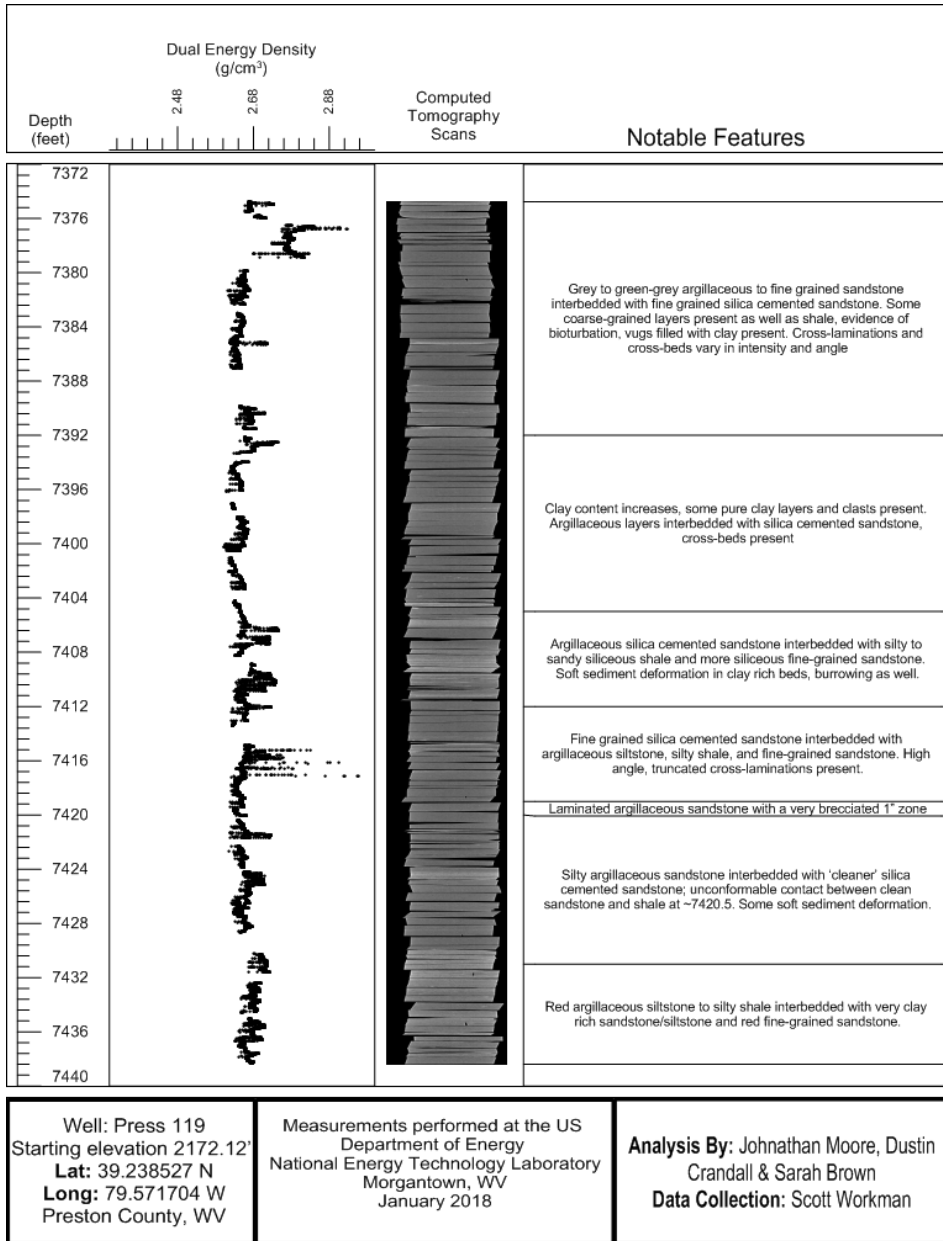 Dual Energy Density
(g/cm³)
2.48
2.68
2.88
Depth
(feet)
Computed
Tomography
Scans
Notable Features
7372
7376
7380
7384
7388
7392
7396
7400
7404
7408
7412
7416
7420
7424
7428
7432
7436
7440
Grey to green-grey argillaceous to fine grained sandstone
interbedded with fine grained silica cemented sandstone. Some
coarse-grained layers present as well as shale, evidence of
bioturbation, vugs filled with clay present. Cross-laminations and
cross-beds vary in intensity and angle
Clay content increases, some pure clay layers and clasts present.
Argillaceous layers interbedded with silica cemented sandstone,
cross-beds present
Argillaceous silica cemented sandstone interbedded with silty to
sandy siliceous shale and more siliceous fine-grained sandstone.
Soft sediment deformation in clay rich beds, burrowing as well.
Fine grained silica cemented sandstone interbedded with
argillaceous siltstone, silty shale, and fine-grained sandstone. High
angle, truncated cross-laminations present.
Laminated argillaceous sandstone with a very brecciated 1" zone
Silty argillaceous sandstone interbedded with 'cleaner' silica
cemented sandstone; unconformable contact between clean
sandstone and shale at ~7420.5. Some soft sediment deformation.
Red argillaceous siltstone to silty shale interbedded with very clay
rich sandstone/siltstone and red fine-grained sandstone.
Well: Press 119
Starting elevation 2172.12'
Lat: 39.238527 N
Long: 79.571704 W
Preston County, WV
Measurements performed at the US
Department of Energy
National Energy Technology Laboratory
Morgantown, WV
January 2018
Analysis By: Johnathan Moore, Dustin
Crandall & Sarah Brown
Data Collection: Scott Workman